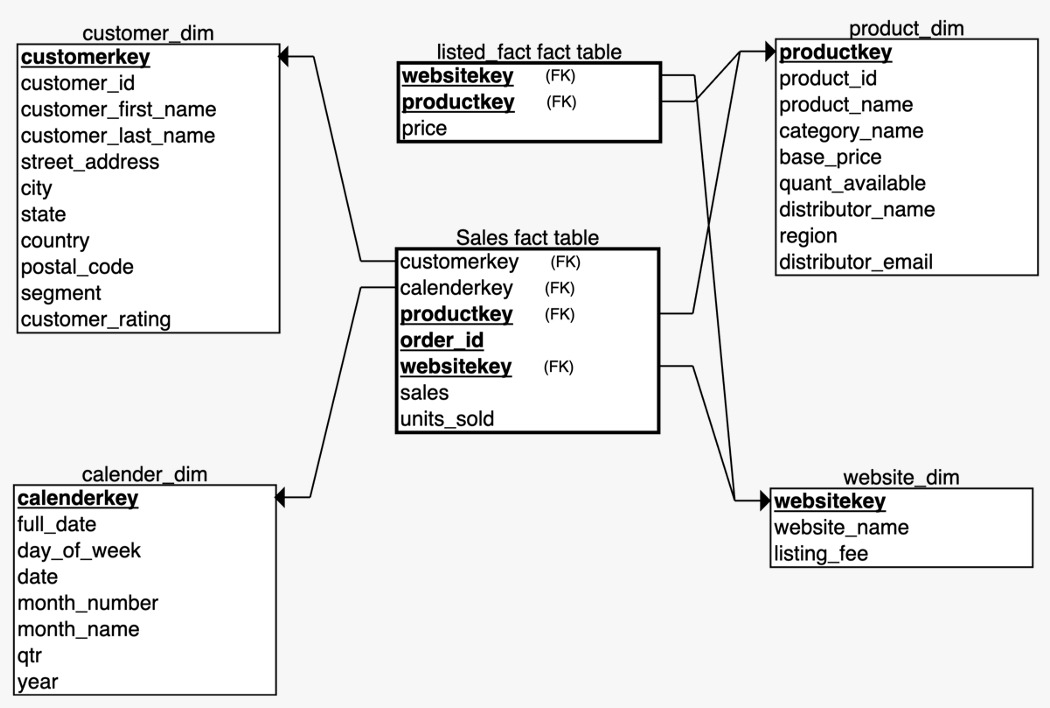 customer_dim
customerkey
customer_id
customer_first_name
customer_last_name
street_address
city
state
country
postal_code
segment
customer_rating
listed_fact fact table
websitekey (FK)
productkey (FK)
price
product_dim
productkey
product_id
product_name
category_name
base_price
quant_available
distributor_name
region
distributor_email
Sales fact table
customerkey (FK)
calenderkey (FK)
productkey (FK)
order_id
websitekey (FK)
sales
units_sold
calender_dim
calenderkey
full_date
day_of_week
date
month_number
month_name
qtr
year
website_dim
websitekey
website_name
listing_fee